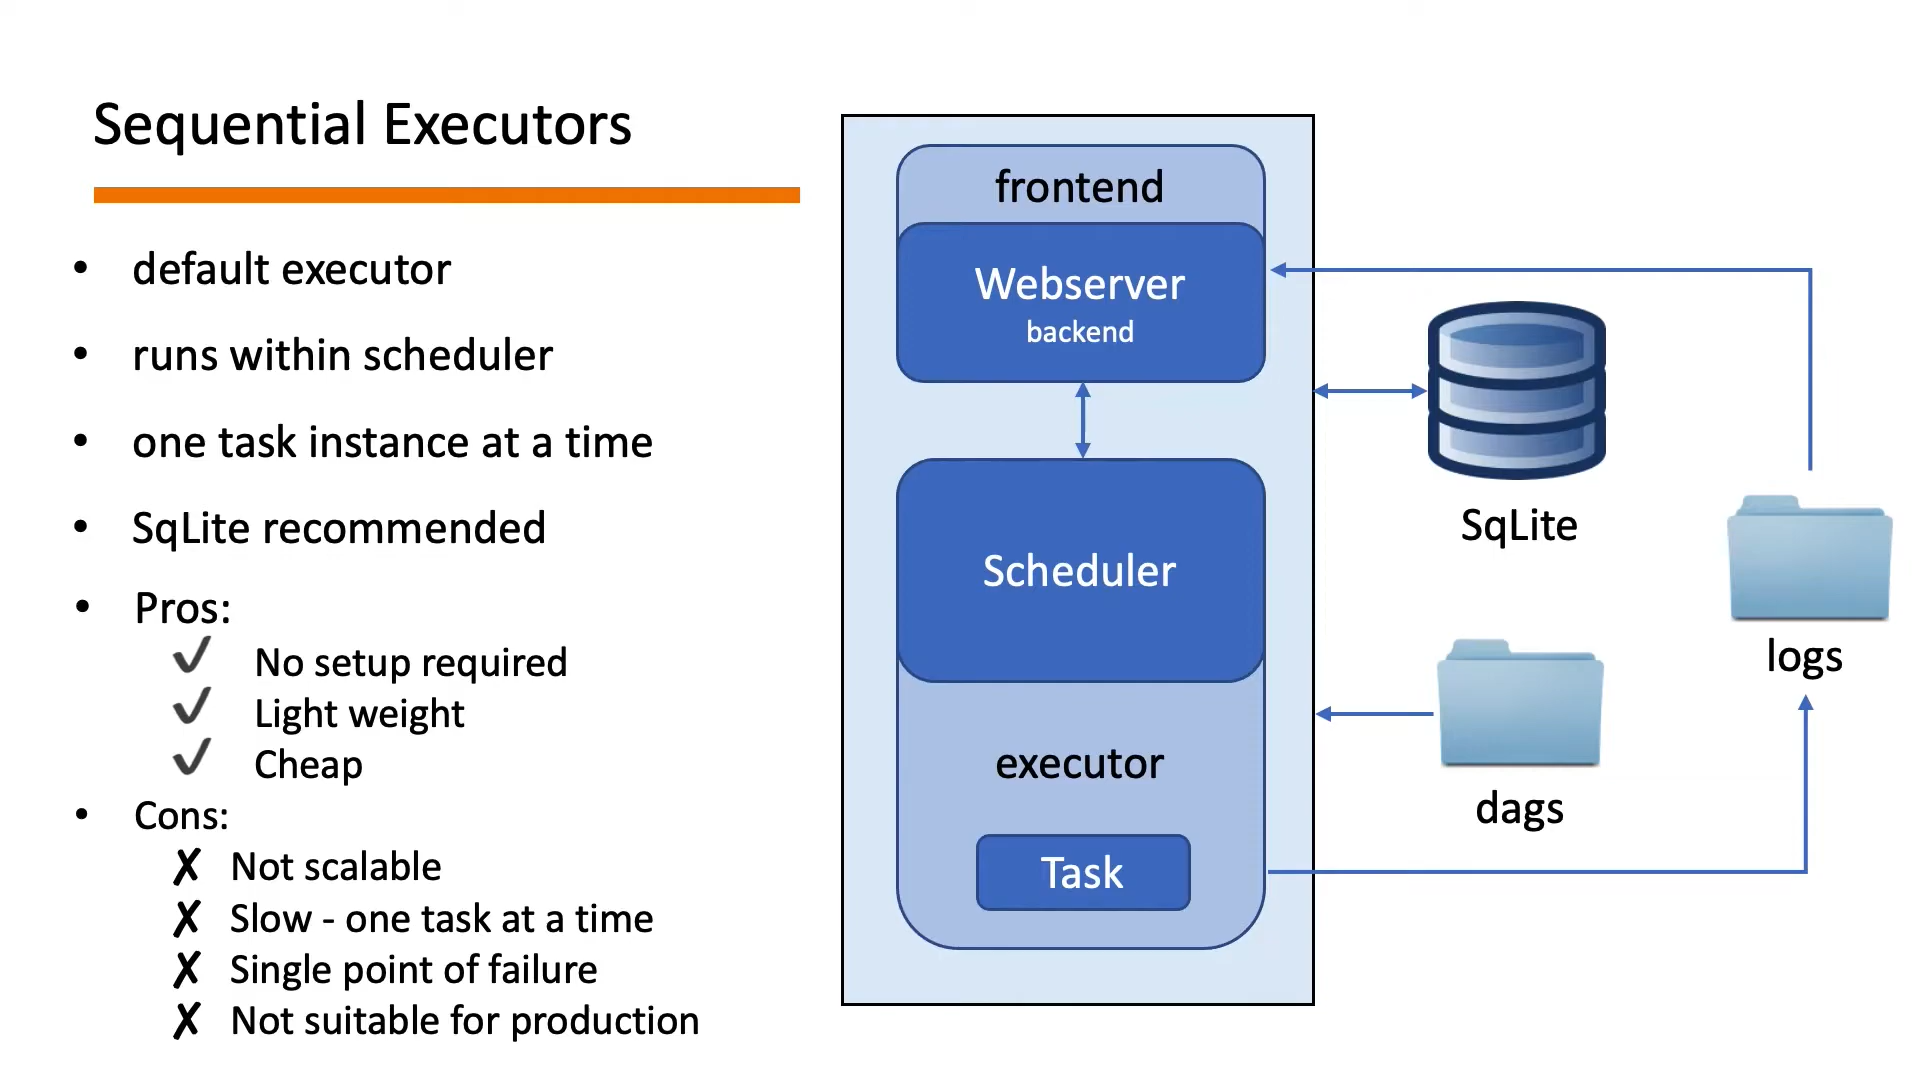 Sequential Executors
• default executor
• runs within scheduler
• one task instance at a time
• SqLite recommended
• Pros:
✔ No setup required
✔ Light weight
✔ Cheap
• Cons:
✘ Not scalable
✘ Slow - one task at a time
✘ Single point of failure
✘ Not suitable for production
frontend
Webserver
backend
Scheduler
executor
Task
SqLite
dags
logs